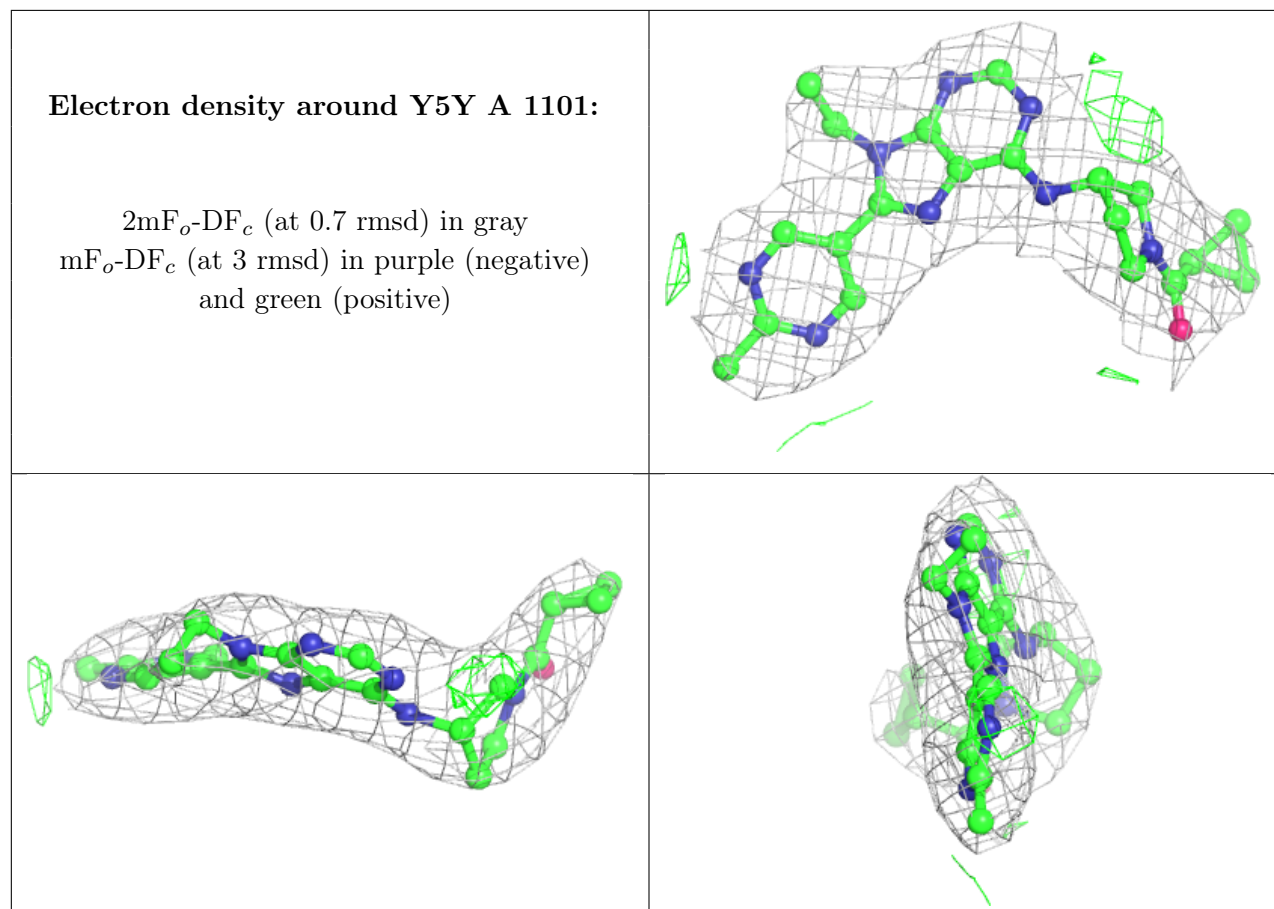 Electron density around Y5Y A 1101:
2mFo-DFc (at 0.7 rmsd) in gray
mFo-DFc (at 3 rmsd) in purple (negative)
and green (positive)